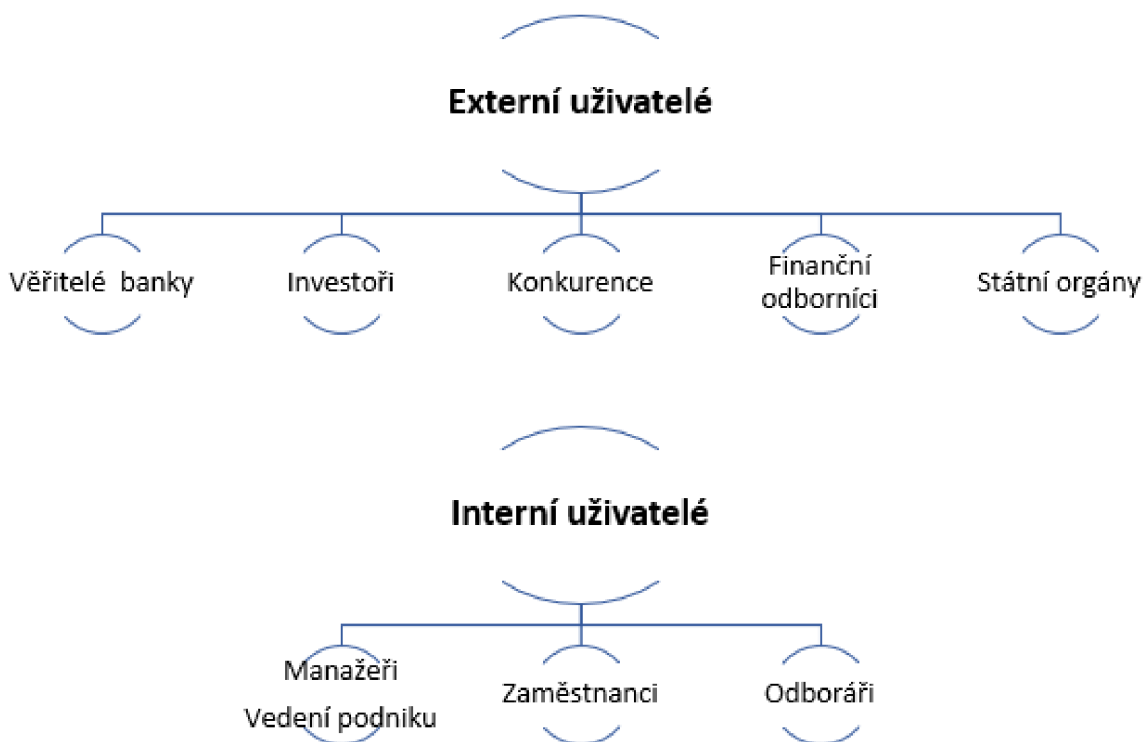 Externí uživatelé
Věřitelé banky
Investoři
Konkurence
Finanční
odborníci
Státní orgány
Interní uživatelé
Manažeři
Vedení podniku
Zaměstnanci
Odboráři